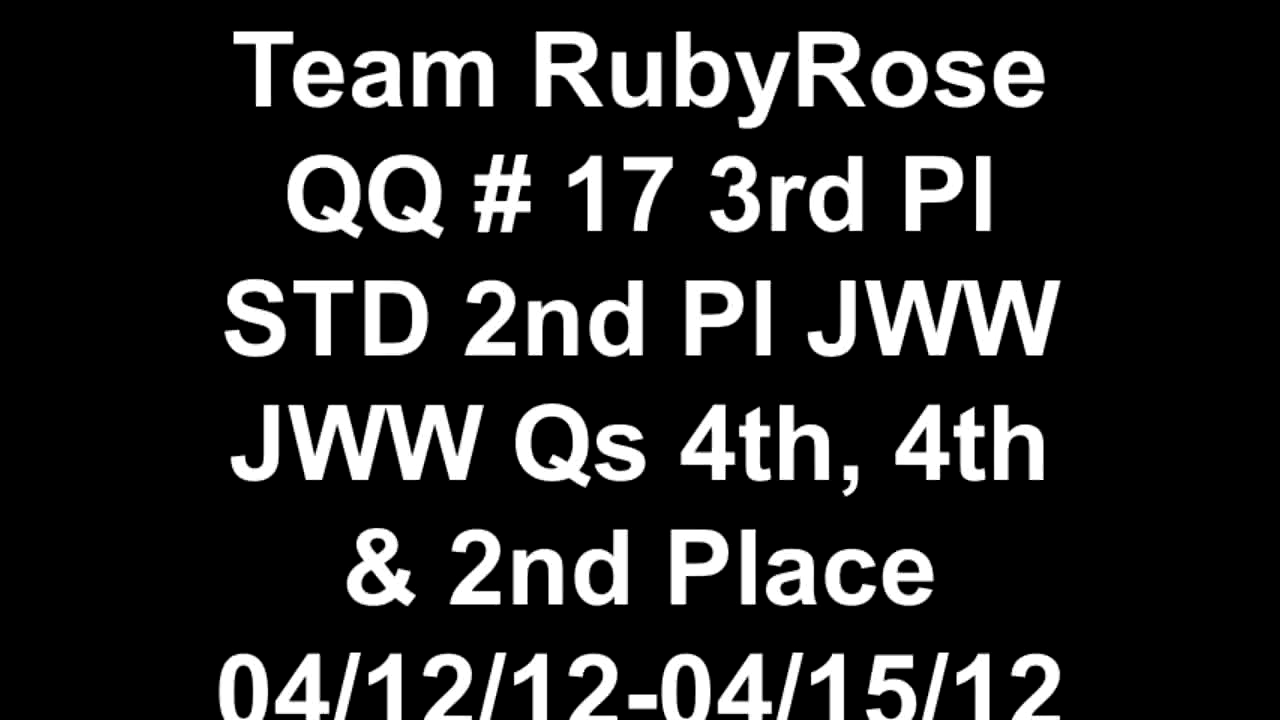 Team RubyRose
QQ # 17 3rd Pl
STD 2nd Pl JWW
JWW Qs 4th, 4th
& 2nd Place
04/12/12-04/15/12